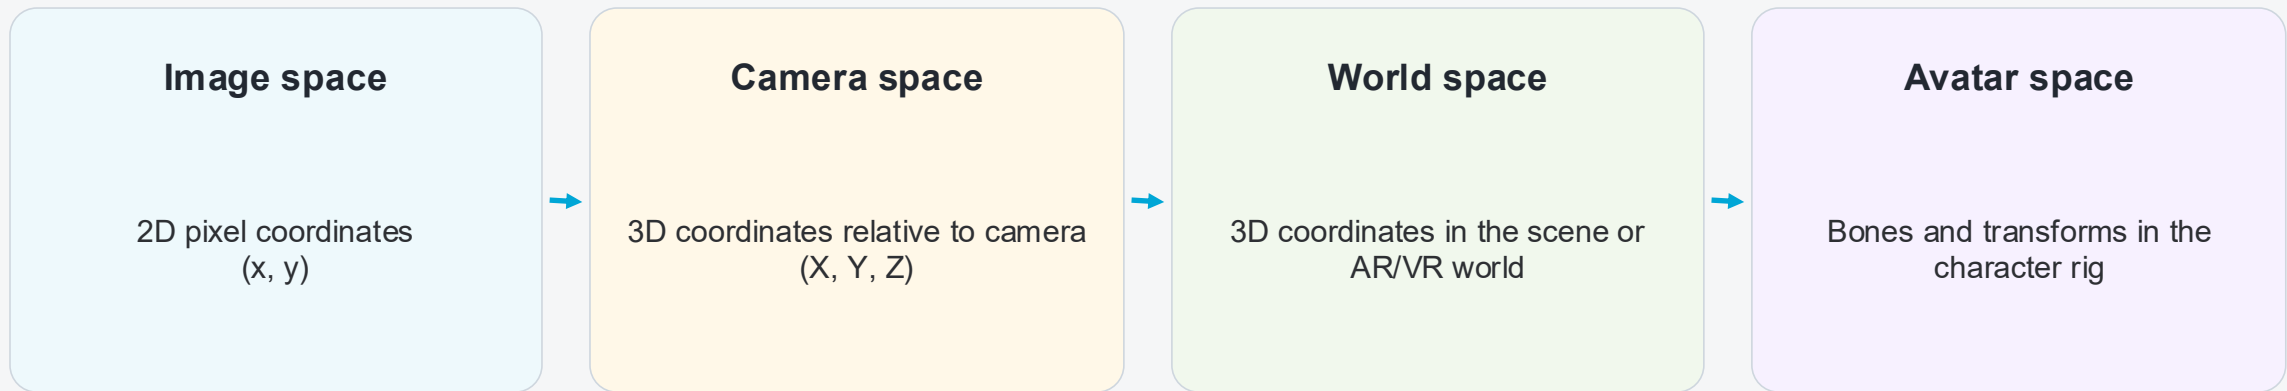 Image space
2D pixel coordinates
(x, y)
Camera space
3D coordinates relative to camera
(X, Y, Z)
World space
3D coordinates in the scene or
AR/VR world
Avatar space
Bones and transforms in the
character rig